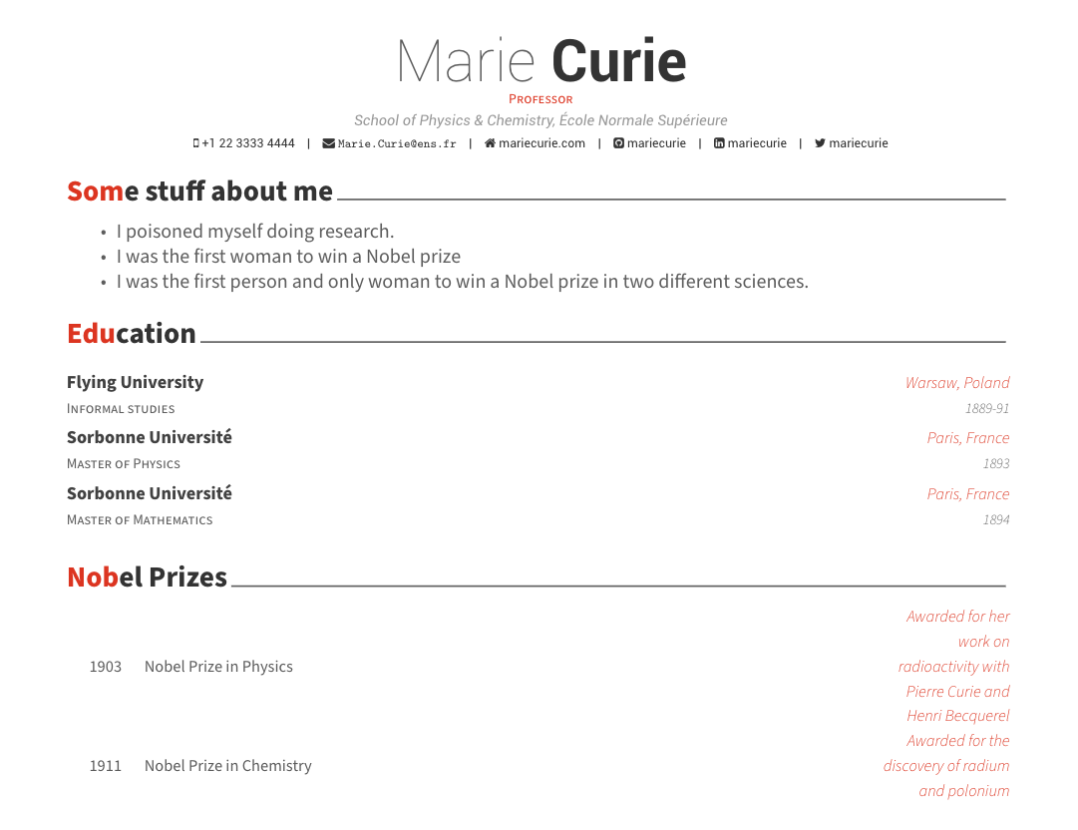 Marie Curie
Professor
School of Physics & Chemistry, École Normale Supérieure
+1 22 3333 4444 | Marie.Curie@ens.fr | mariecurie.com | mariecurie | mariecurie | mariecurie
Some stuff about me
• I poisoned myself doing research.
• I was the first woman to win a Nobel prize
• I was the first person and only woman to win a Nobel prize in two different sciences.
Education
Flying University Warsaw, Poland
Informal studies 1889-91
Sorbonne Université Paris, France
Master of Physics 1893
Sorbonne Université Paris, France
Master of Mathematics 1894
Nobel Prizes
1903 Nobel Prize in Physics
Awarded for her
work on
radioactivity with
Pierre Curie and
Henri Becquerel
1911 Nobel Prize in Chemistry
Awarded for the
discovery of radium
and polonium